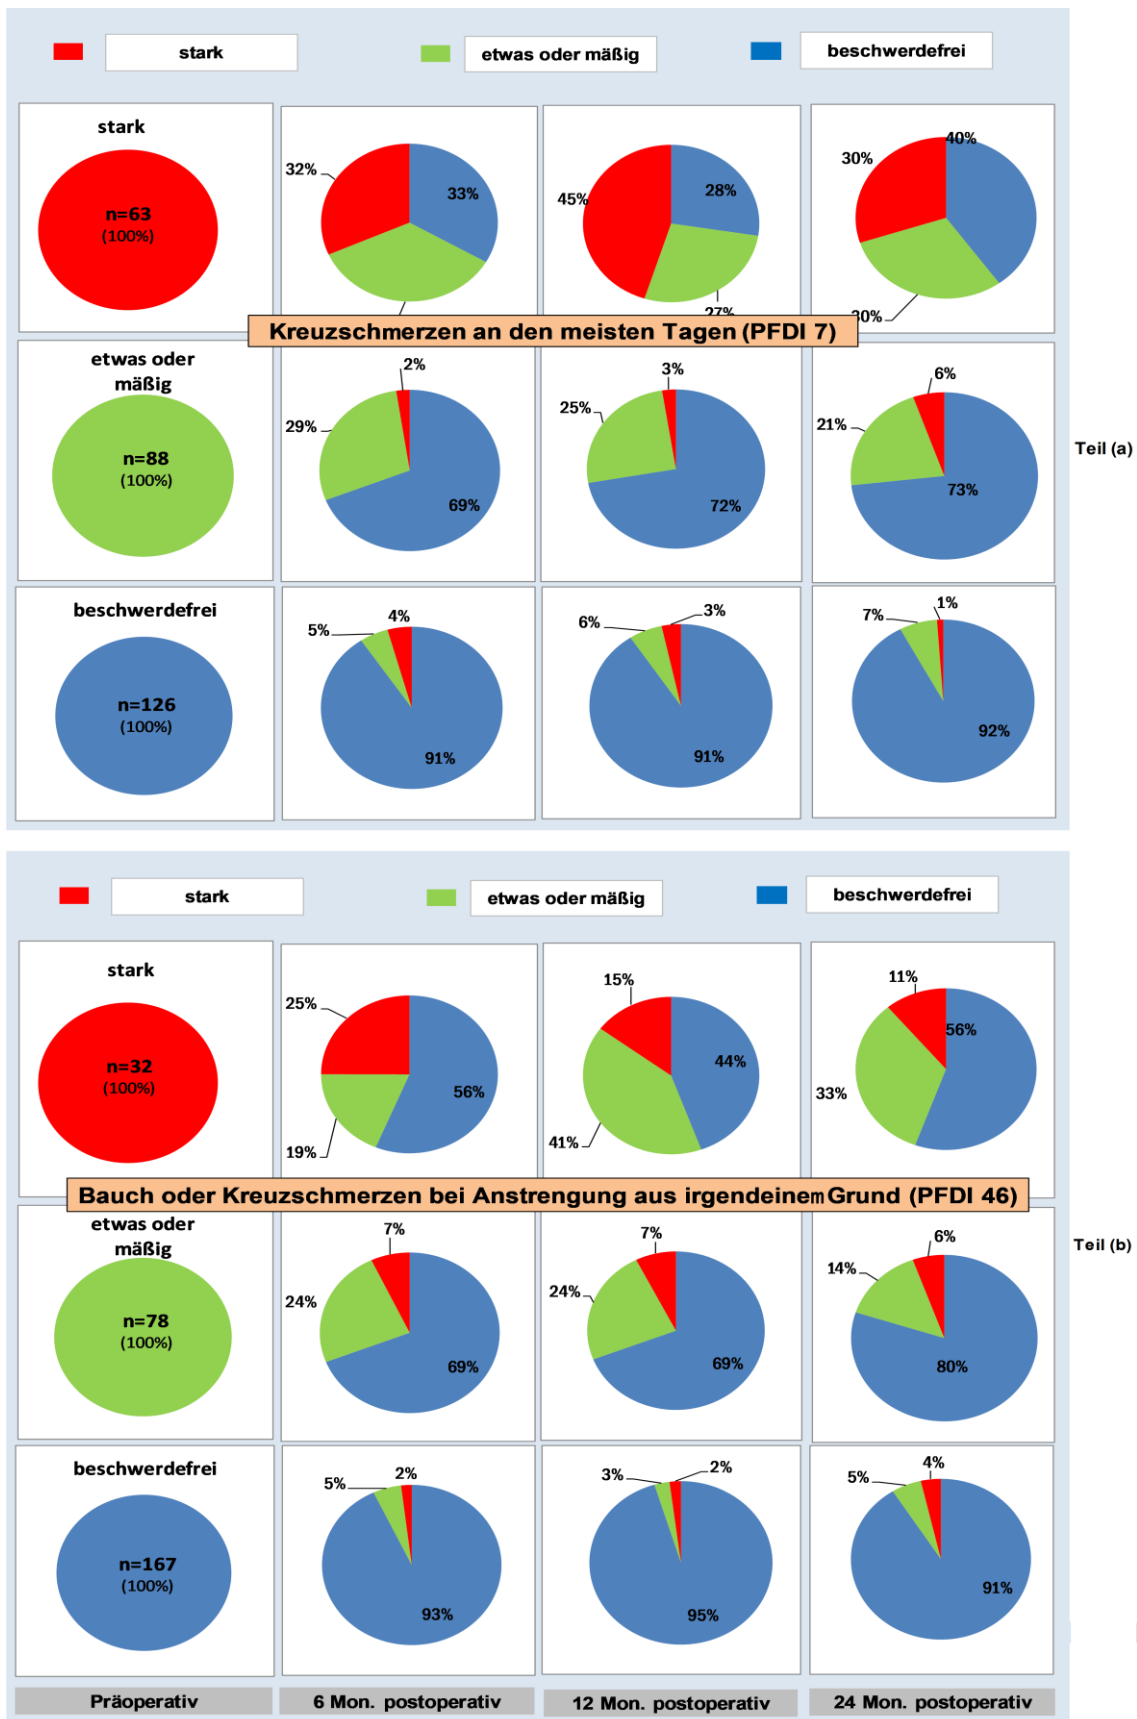 stark
etwas oder mäßig
beschwerdefrei
stark
n=63
(100%)
32%
33%
45%
28%
27%
30%
40%
30%
Kreuzschmerzen an den meisten Tagen (PFDI 7)
etwas oder
mäßig
n=88
(100%)
2%
29%
69%
3%
25%
72%
6%
21%
73%
Teil (a)
beschwerdefrei
n=126
(100%)
4%
5%
91%
3%
6%
91%
1%
7%
92%
stark
etwas oder mäßig
beschwerdefrei
stark
n=32
(100%)
25%
56%
19%
15%
44%
41%
11%
56%
33%
Bauch oder Kreuzschmerzen bei Anstrengung aus irgendeinem Grund (PFDI 46)
etwas oder
mäßig
n=78
(100%)
7%
24%
69%
7%
24%
69%
6%
14%
80%
Teil (b)
beschwerdefrei
n=167
(100%)
2%
5%
93%
2%
3%
95%
4%
5%
91%
Präoperativ
6 Mon. postoperativ
12 Mon. postoperativ
24 Mon. postoperativ